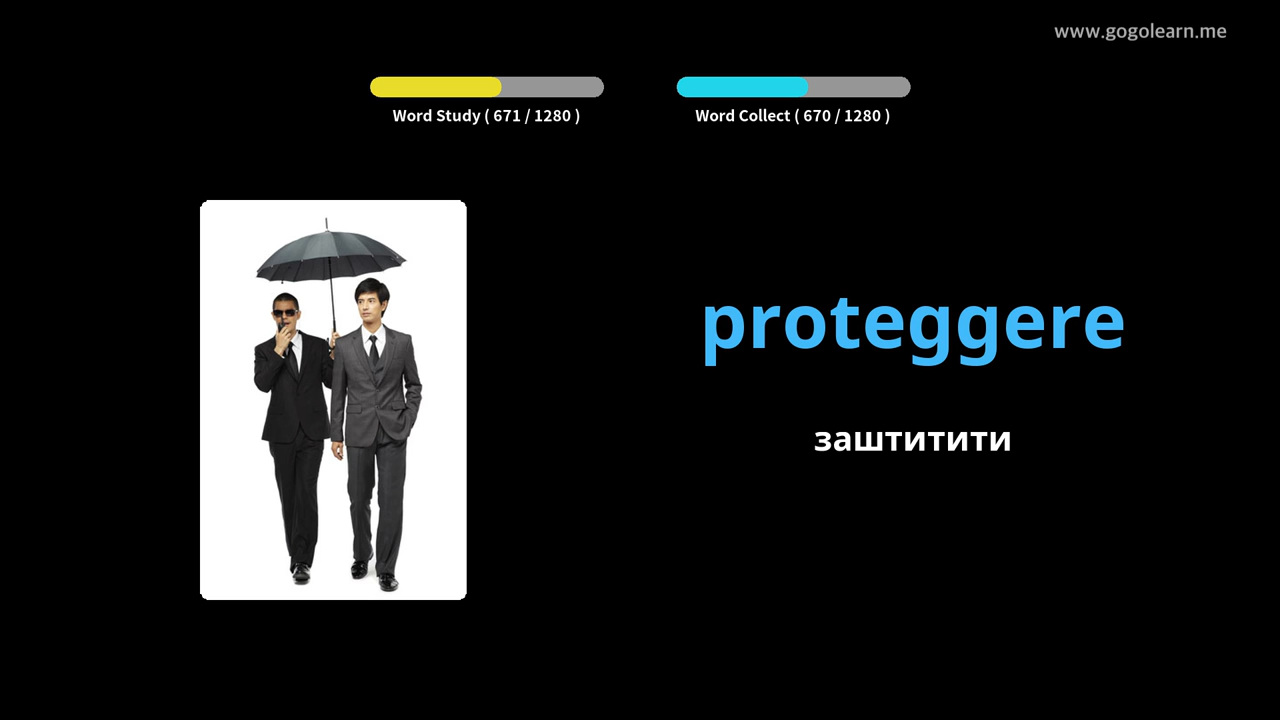 www.gogolearn.me
Word Study ( 671 / 1280 )
Word Collect ( 670 / 1280 )
proteggere
заштитити